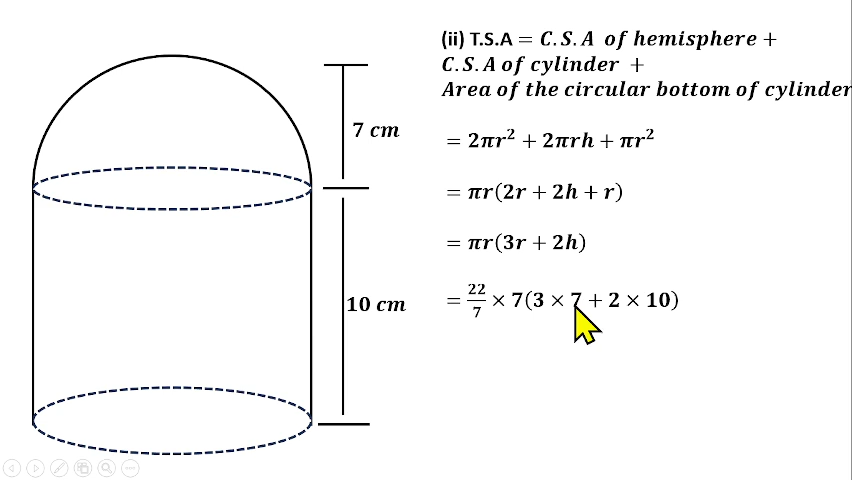 (ii) T.S.A = C.S.A of hemisphere +
C.S.A of cylinder +
Area of the circular bottom of cylinder
= 2πr² + 2πrh + πr²
= πr(2r + 2h + r)
= πr(3r + 2h)
= 22/7 × 7(3 × 7 + 2 × 10)
7 cm
10 cm